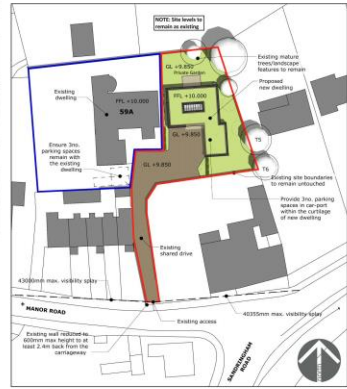 NOTE: Site levels to
remain as existing
Existing mature
trees/landscape
features to remain
GL +9.850
Private Garden
Proposed
new dwelling
Existing
dwelling
FFL +10.000
59A
FFL +10.000
GL +9.850
Ensure 3no.
parking spaces
remain with
the existing
dwelling
GL +9.850
T5
T6
Existing site boundaries
to remain untouched
Provide 3no. parking
spaces in car-port
within the curtilage
of new dwelling
Existing
shared drive
43000mm max. visibility splay
MANOR ROAD
40355mm max. visibility splay
Existing access
Existing wall reduced to
600mm max height to at
least 2.4m back from the
carriageway
SANDRINGHAM
ROAD